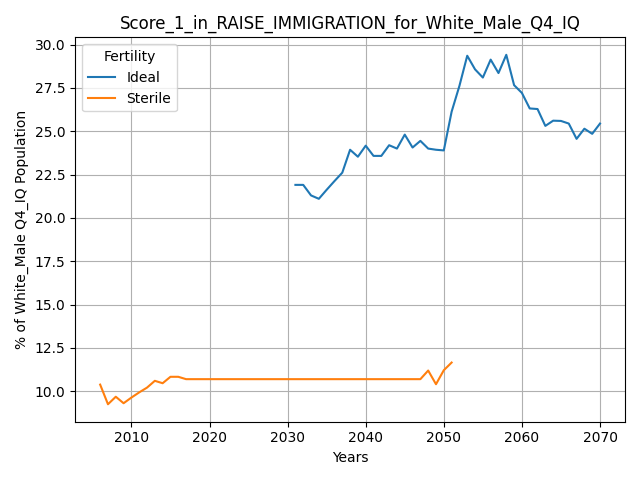 Score_1_in_RAISE_IMMIGRATION_for_White_Male_Q4_IQ
Fertility
Ideal
Sterile
% of White_Male Q4_IQ Population
30.0
27.5
25.0
22.5
20.0
17.5
15.0
12.5
10.0
2010 2020 2030 2040 2050 2060 2070
Years